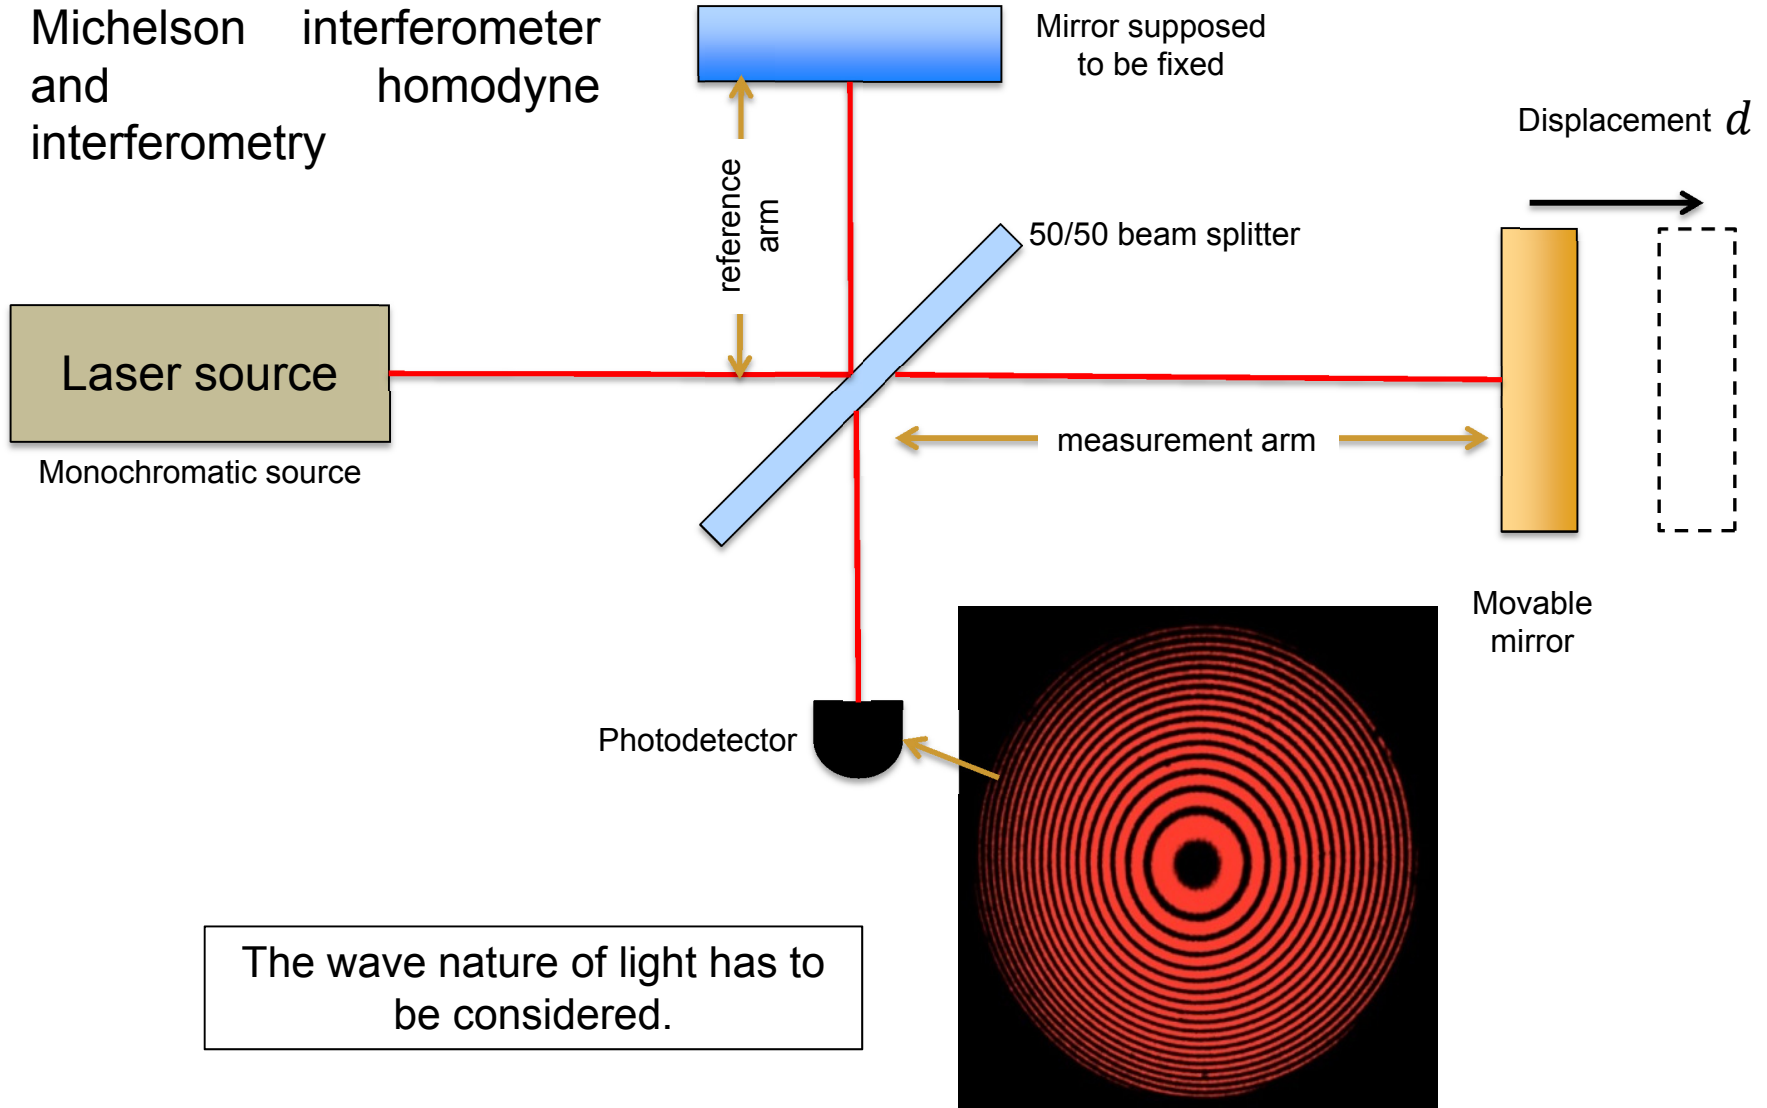 Michelson interferometer
and homodyne
interferometry
Mirror supposed
to be fixed
Displacement d
reference
arm
50/50 beam splitter
Laser source
measurement arm
Monochromatic source
Movable
mirror
Photodetector
The wave nature of light has to
be considered.